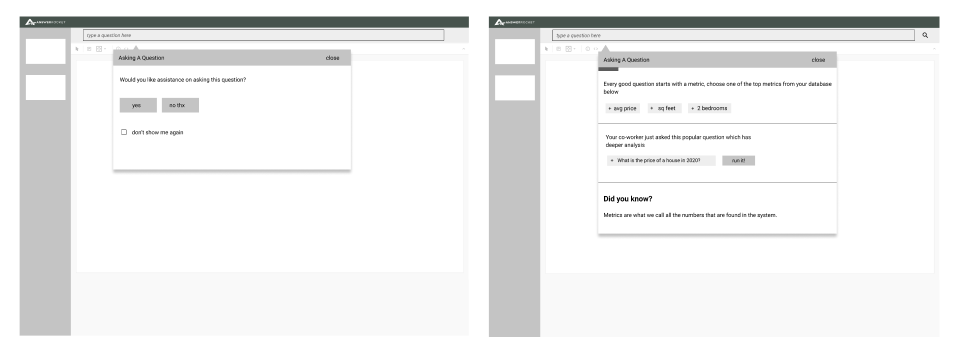 ANSWERROCKET
type a question here
Asking A Question close
Would you like assistance on asking this question?
yes no thx
don't show me again
ANSWERROCKET
Type a question here
Asking A Question close
Every good question starts with a metric, choose one of the top metrics from your database
below
+ avg price + sq feet + 2 bedrooms
Your co-worker just asked this popular question which has
deeper analysis
+ What is the price of a house in 2020? run it!
Did you know?
Metrics are what we call all the numbers that are found in the system.